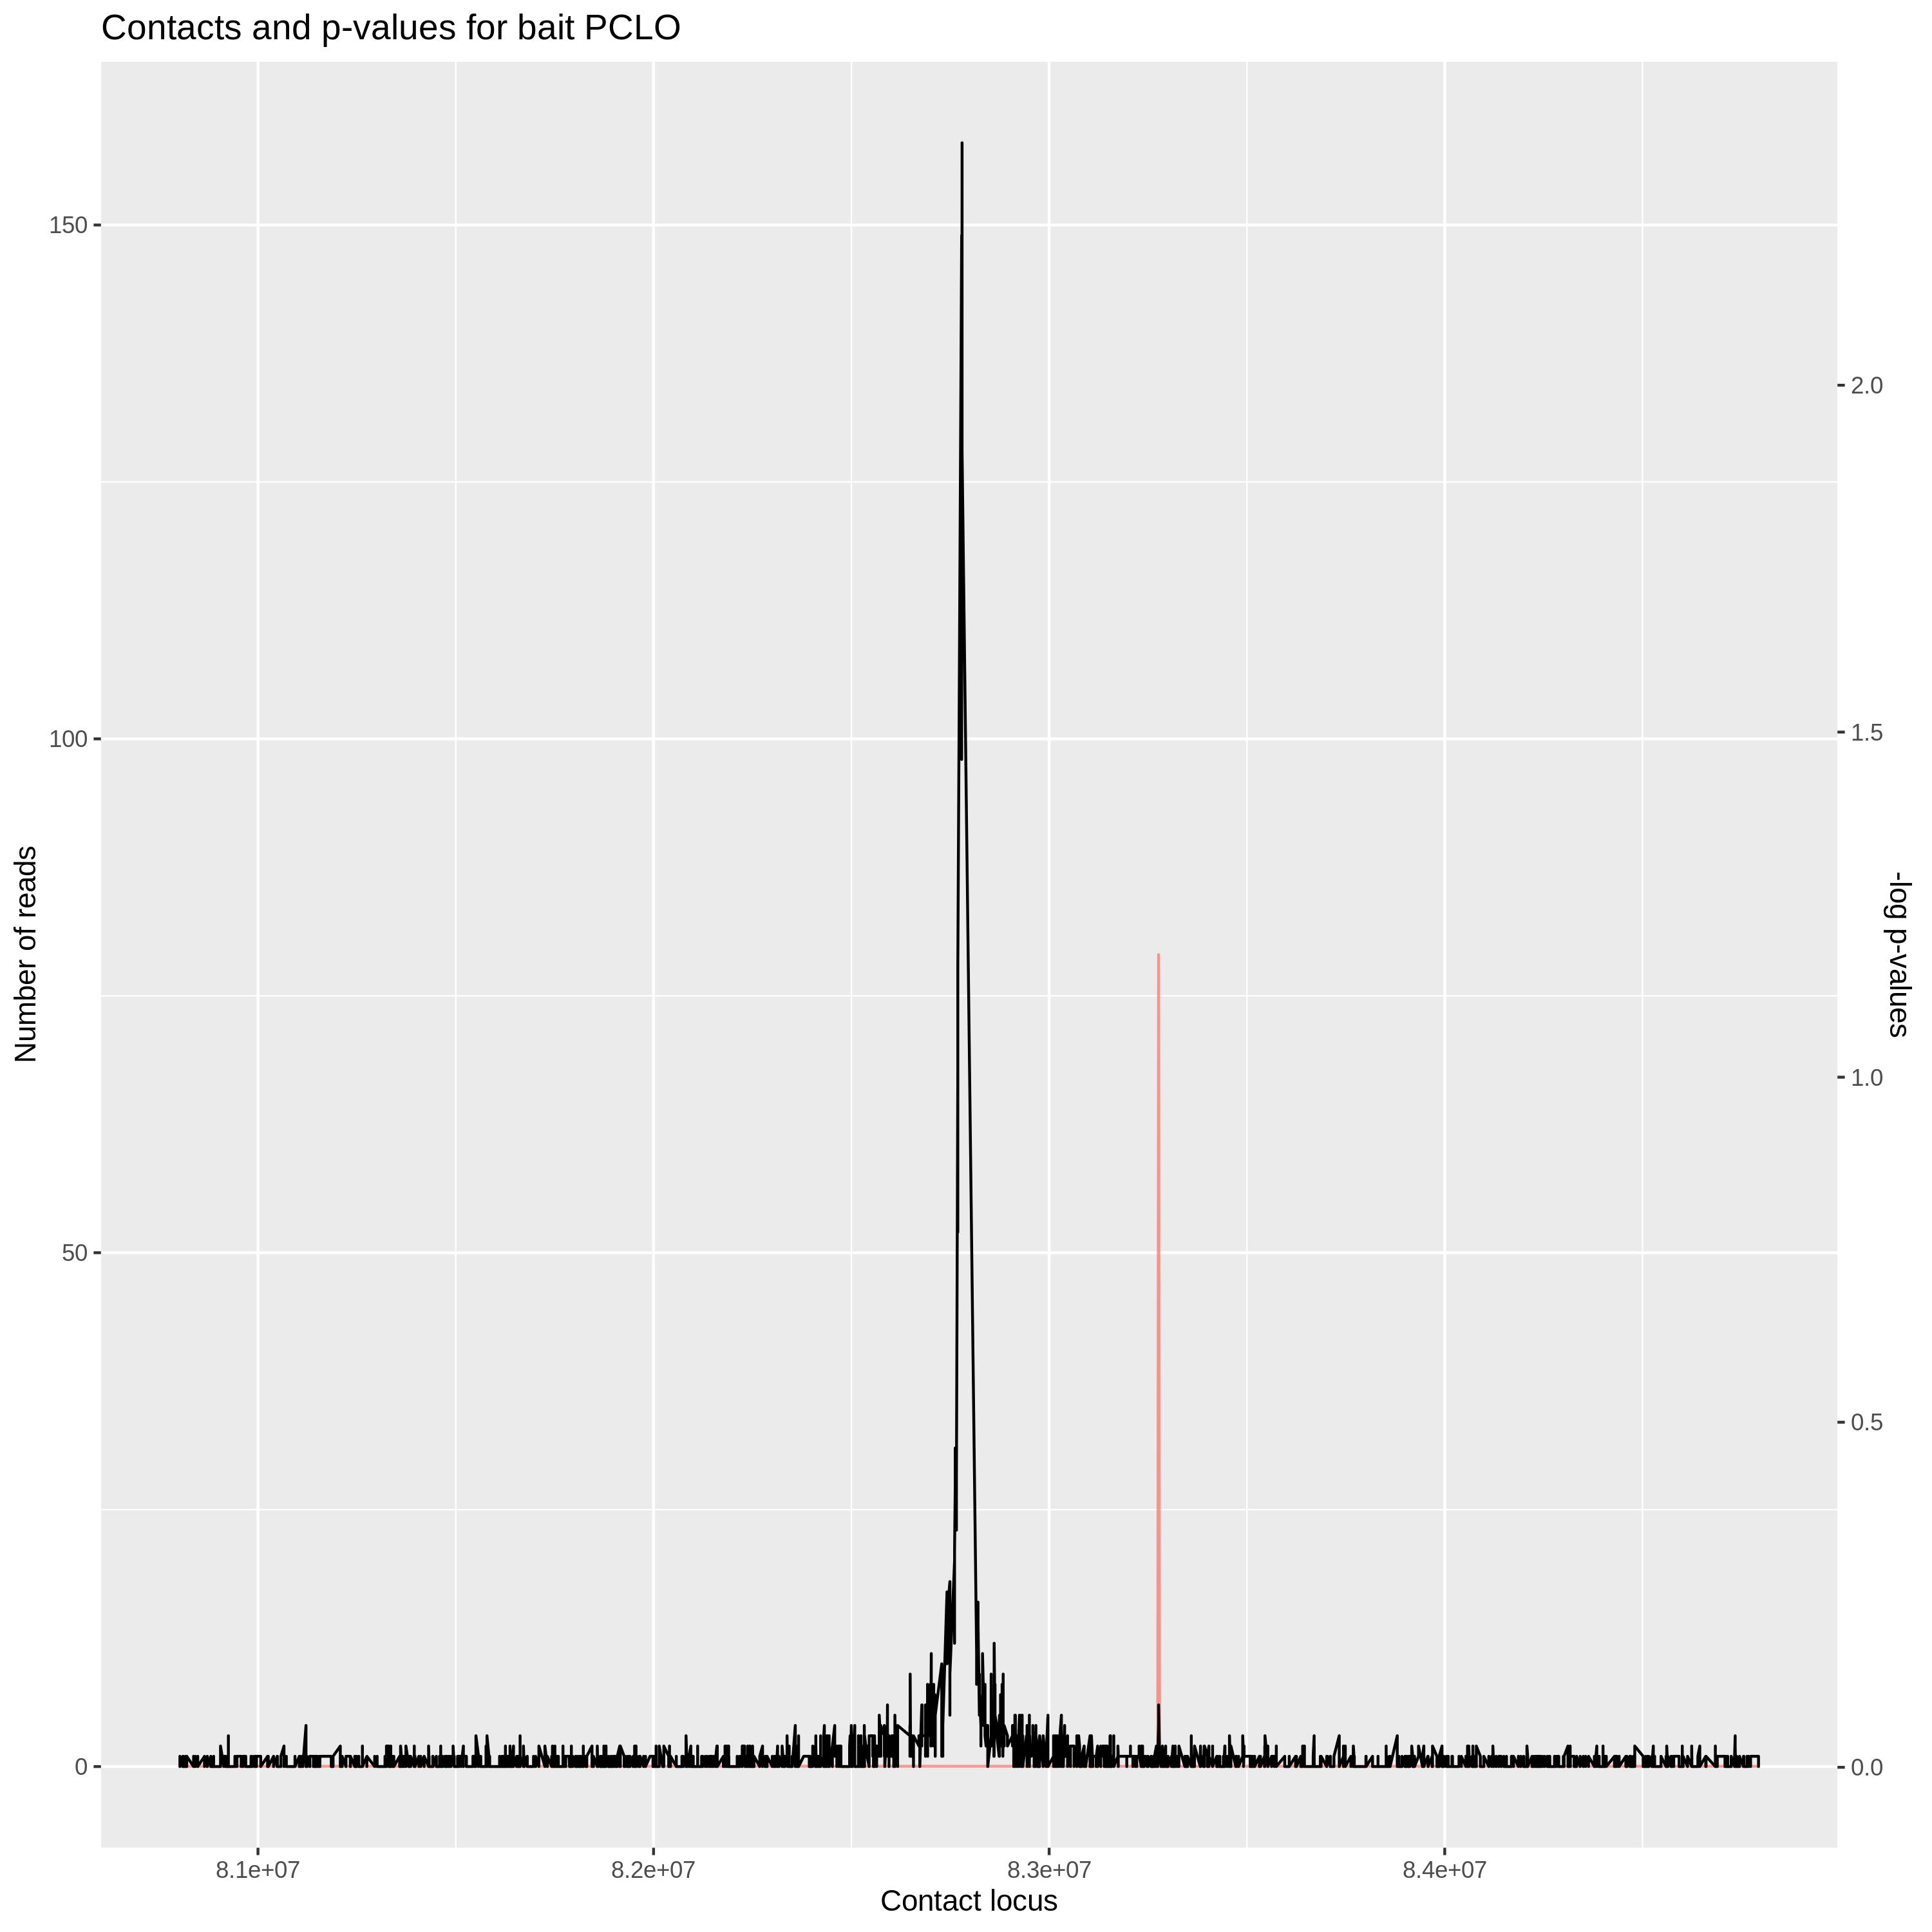 Contacts and p-values for bait PCLO
150
100
50
0
Number of reads
2.0
1.5
1.0
0.5
0.0
-log p-values
8.1e+07
8.2e+07
8.3e+07
8.4e+07
Contact locus